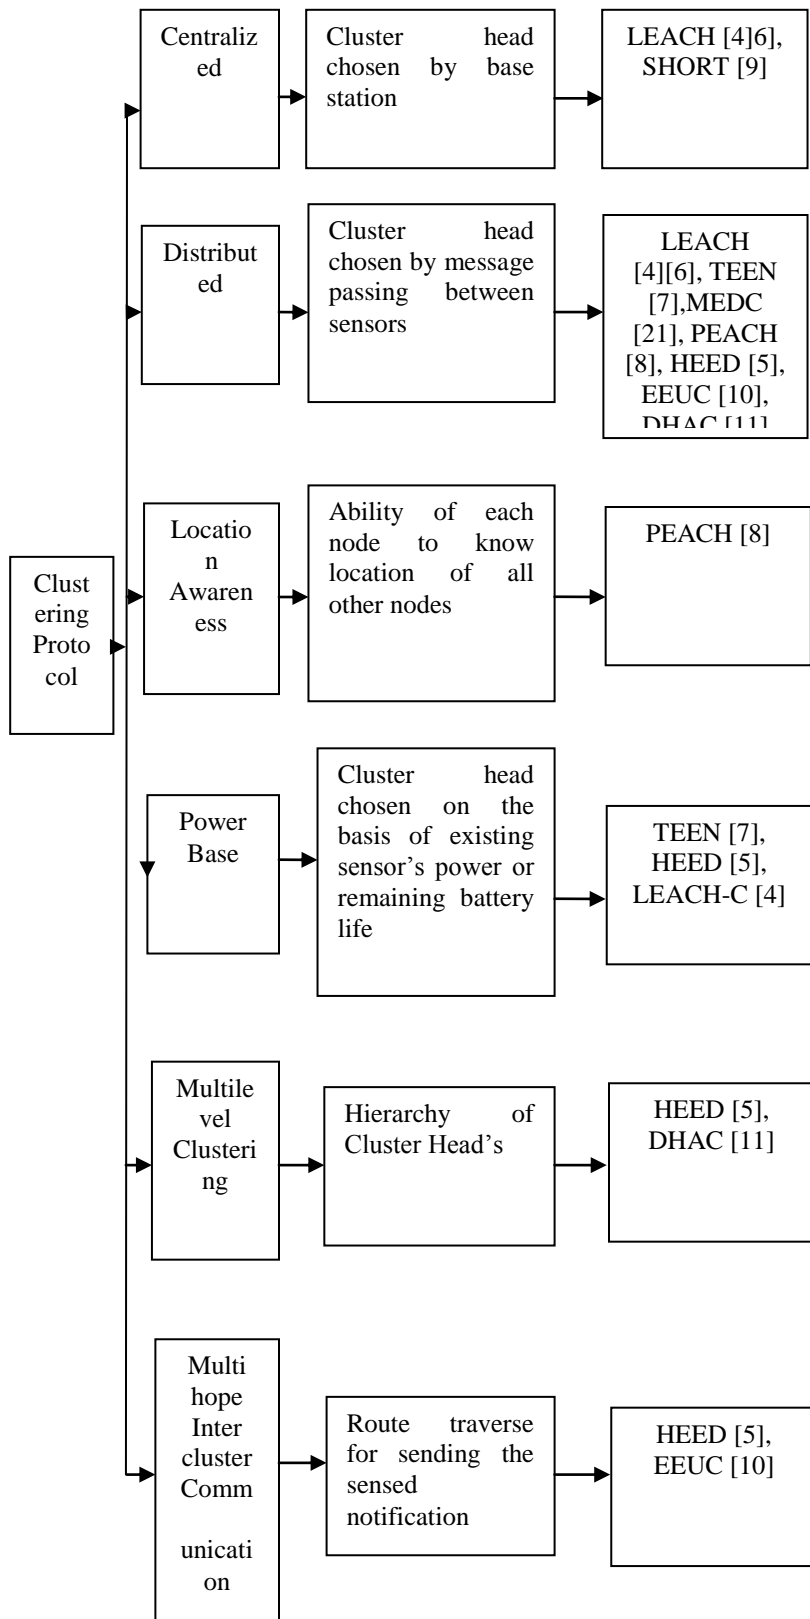 Centraliz
ed
Cluster head
chosen by base
station
LEACH [4]6],
SHORT [9]
Distribut
ed
Cluster head
chosen by message
passing between
sensors
LEACH
[4][6], TEEN
[7],MEDC
[21], PEACH
[8], HEED [5],
EEUC [10],
DHAC [11]
Clust
ering
Proto
col
Locatio
n
Awaren
ess
Ability of each
node to know
location of all
other nodes
PEACH [8]
Power
Base
Cluster head
chosen on the
basis of existing
sensor's power or
remaining battery
life
TEEN [7],
HEED [5],
LEACH-C [4]
Multile
vel
Clusteri
ng
Hierarchy of
Cluster Head's
HEED [5],
DHAC [11]
Multi
hope
Inter
cluster
Comm
unicati
on
Route traverse
for sending the
sensed
notification
HEED [5],
EEUC [10]